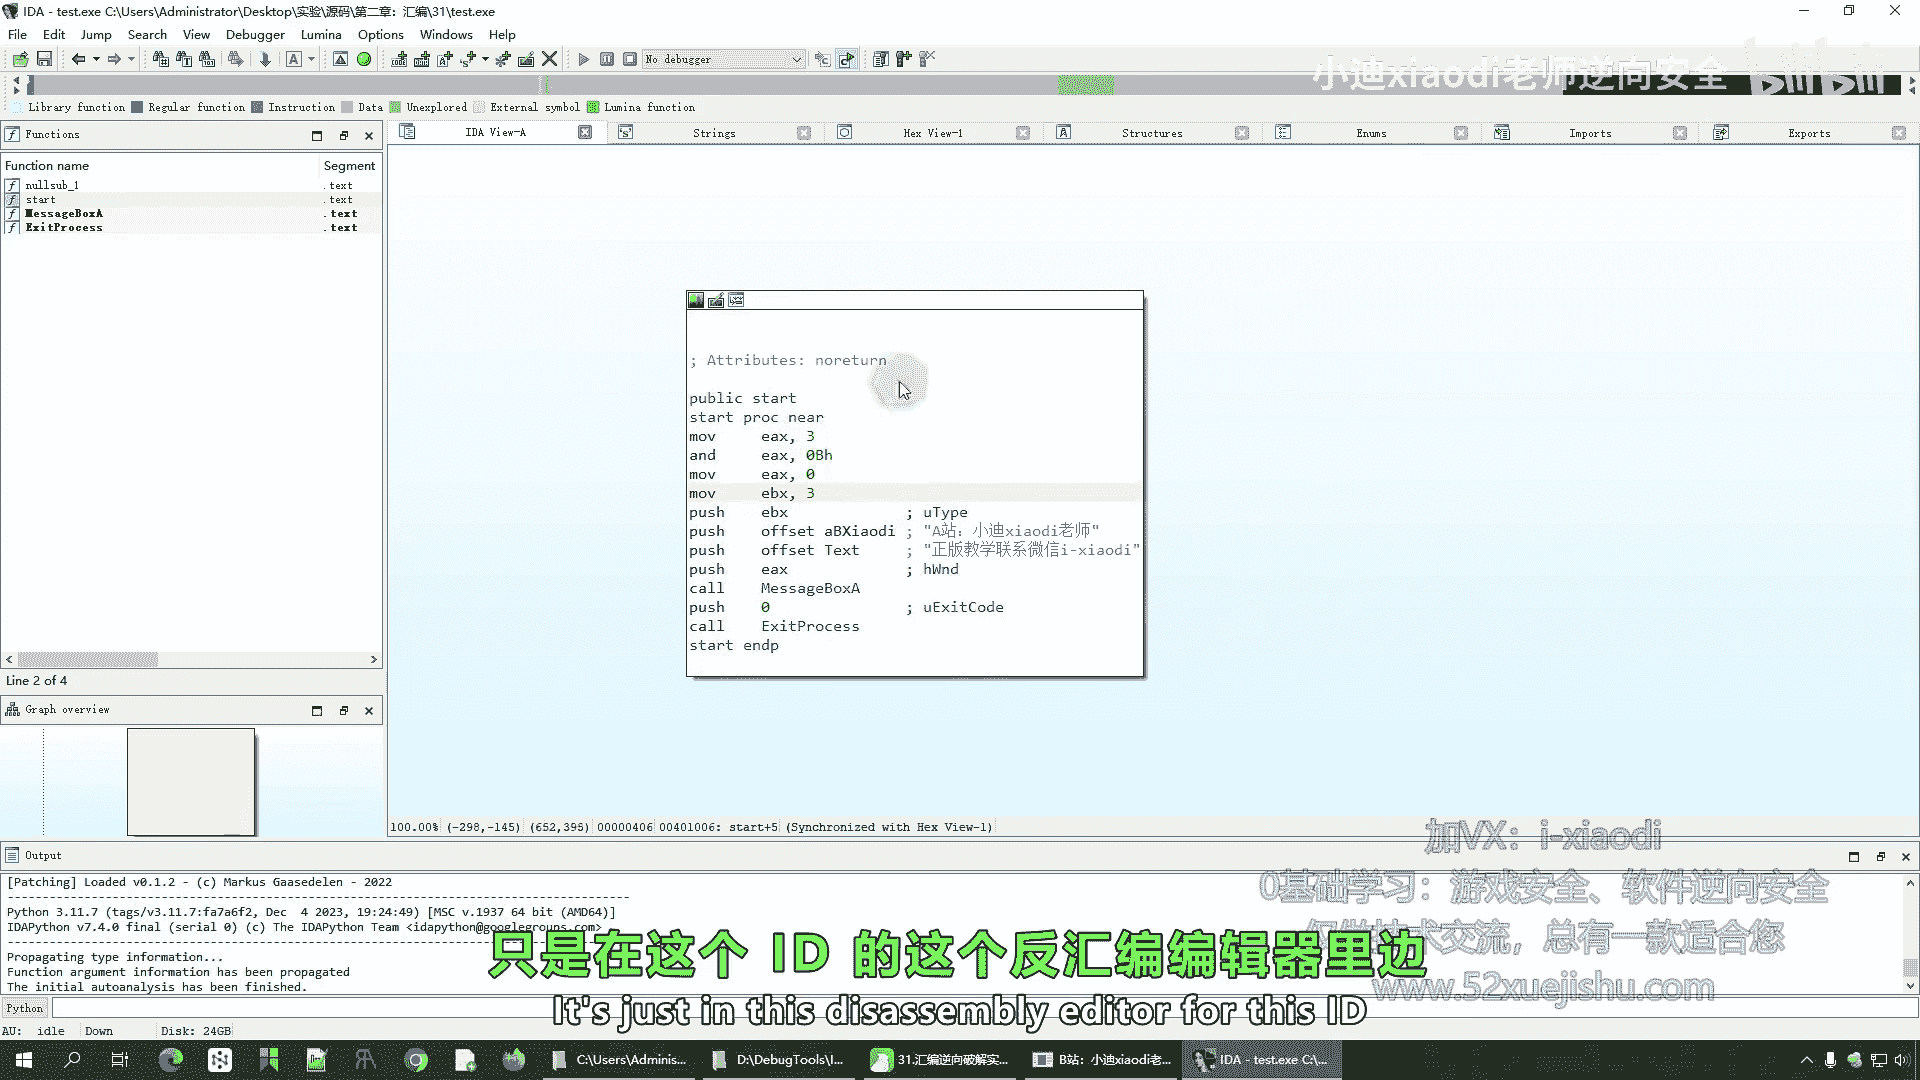 IDA - test.exe C:\Users\Administrator\Desktop\实验\源码\第二章：汇编\31\test.exe
File Edit Jump Search View Debugger Lumina Options Windows Help
No debugger
小迪xiaodi老师逆向安全 bilibili
Library function Regular function Instruction Data Unexplored External symbol Lumina function
Functions
IDA View-A Strings Hex View-1 Structures Enums Imports Exports
Function name Segment
nullsub_1 .text
start .text
MessageBoxA .text
ExitProcess .text
; Attributes: noreturn
public start
start proc near
mov eax, 3
and eax, 0Bh
mov eax, 0
mov ebx, 3
push ebx ; uType
push offset aBXiaodi ; "A站：小迪xiaodi老师"
push offset Text ; "正版教学联系微信i-xiaodi"
push eax ; hWnd
call MessageBoxA
push 0 ; uExitCode
call ExitProcess
start endp
Line 2 of 4
Graph overview
100.00% (-298,-145) (652,395) 00000406 00401006: start+5 (Synchronized with Hex View-1)
加VX：i-xiaodi
0基础学习：游戏安全、软件逆向安全
术交流，总有一款适合您
www.52xuejishu.com
Output
[Patching] Loaded v0.1.2 - (c) Markus Gaasedelen - 2022
Python 3.11.7 (tags/v3.11.7:fa7a6f2, Dec 4 2023, 19:24:49) [MSC v.1937 64 bit (AMD64)]
IDAPython v7.4.0 final (serial 0) (c) The IDAPython Team <idapython@googlegroups.com>
Propagating type information...
Function argument information has been propagated
The initial autoanalysis has been finished.
只是在这个 ID 的这个反汇编编辑器里边
It's just in this disassembly editor for this ID
Python
AU: idle Down Disk: 24GB
C:\Users\Adminis... D:\DebugTools\I... 31.汇编逆向破解实... B站：小迪xiaodi老... IDA - test.exe C:\...